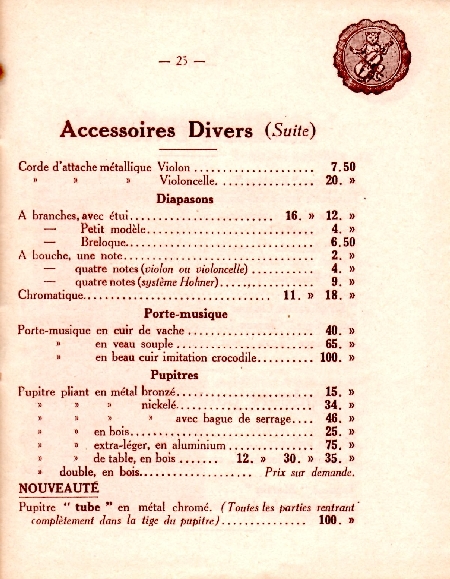 — 25 —
Accessoires Divers (Suite)
Corde d'attache métallique Violon .................... 7.50
» » » Violoncelle................. 20. »
Diapasons
A branches, avec étui........................ 16. » 12. »
— Petit modèle............................ 4. »
— Breloque................................ 6.50
A bouche, une note............................. 2. »
— quatre notes (violon ou violoncelle) ........... 4. »
— quatre notes (système Hohner)................. 9. »
Chromatique................................ 11. » 18. »
Porte-musique
Porte-musique en cuir de vache ..................... 40. »
» en veau souple ....................... 65. »
» en beau cuir imitation crocodile.......... 100. »
Pupitres
Pupitre pliant en métal bronzé....................... 15. »
» » » nickelé....................... 34. »
» » » » avec bague de serrage.... 46. »
» » en bois............................... 25. »
» » extra-léger, en aluminium............... 75. »
» » de table, en bois ....... 12. » 30. » 35. »
» double, en bois.................... Prix sur demande.
NOUVEAUTÉ
Pupitre " tube " en métal chromé. (Toutes les parties rentrant
complètement dans la tige du pupitre)............... 100. »